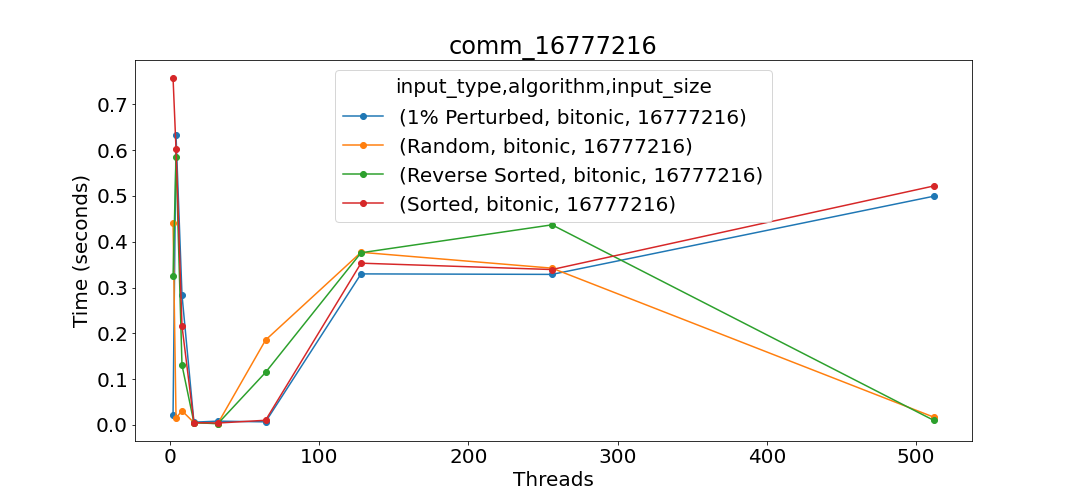 comm_16777216
input_type,algorithm,input_size
(1% Perturbed, bitonic, 16777216)
(Random, bitonic, 16777216)
(Reverse Sorted, bitonic, 16777216)
(Sorted, bitonic, 16777216)
Time (seconds)
0.7
0.6
0.5
0.4
0.3
0.2
0.1
0.0
0 100 200 300 400 500
Threads